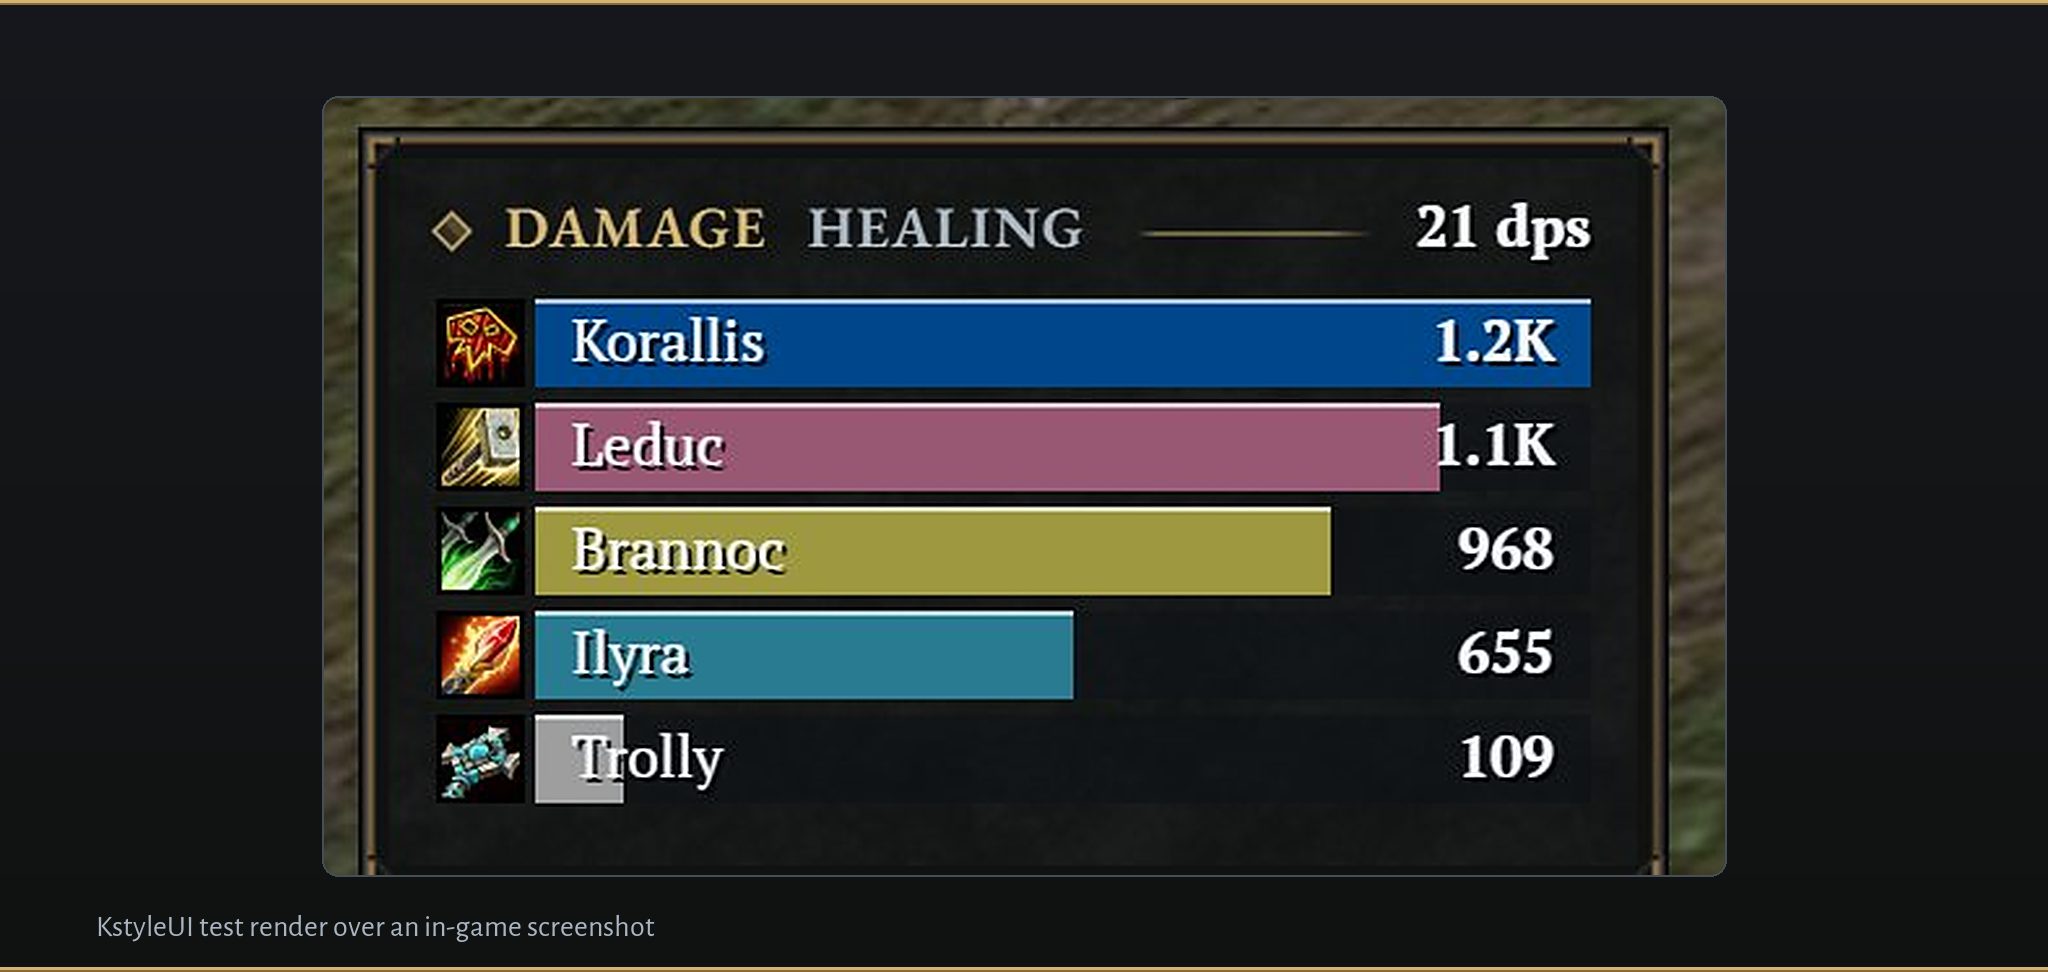 DAMAGE HEALING 21 dps
Korallis 1.2K
Leduc 1.1K
Brannoc 968
Ilyra 655
Trolly 109
KstyleUI test render over an in-game screenshot